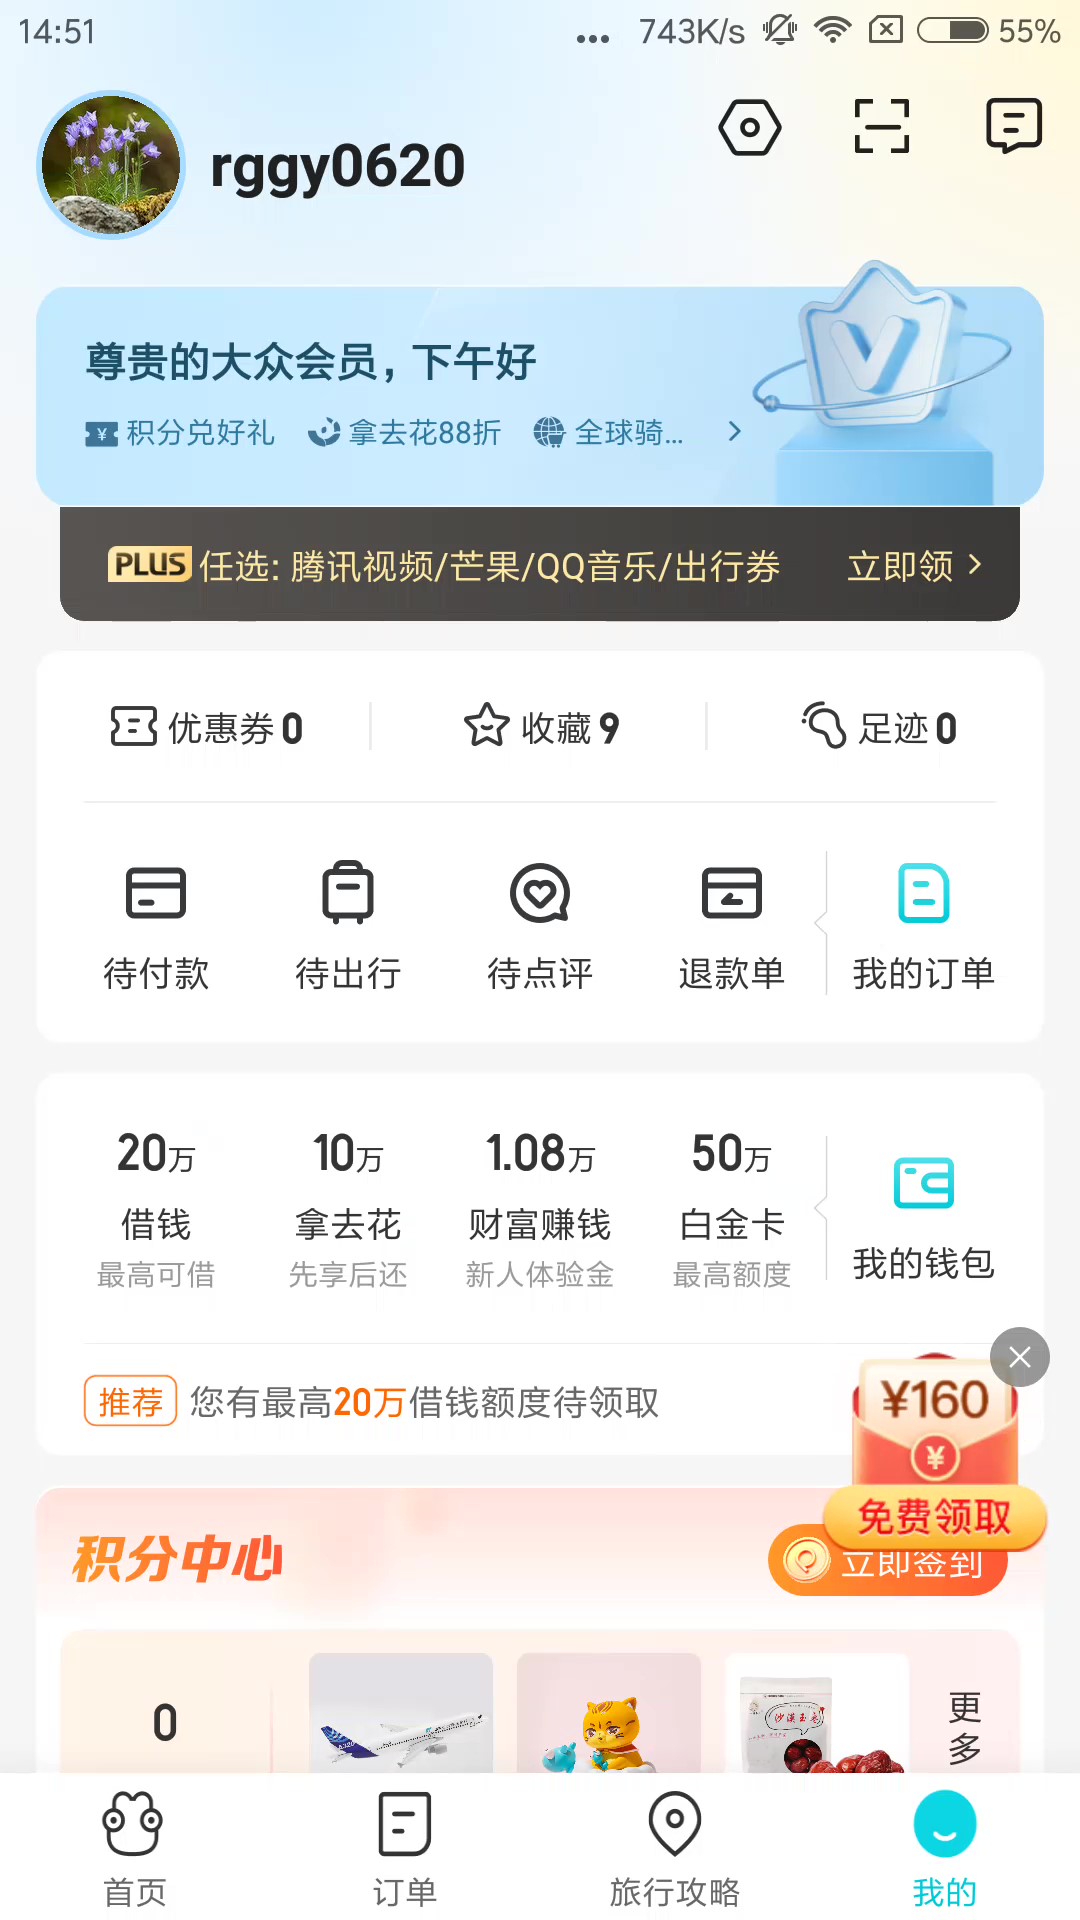 14:51
... 743K/s 55%
rggy0620
尊贵的大众会员，下午好
积分兑好礼 拿去花88折 全球骑...
PLUS 任选: 腾讯视频/芒果/QQ音乐/出行券 立即领
优惠券 0 收藏 9 足迹 0
待付款 待出行 待点评 退款单 我的订单
20万 10万 1.08万 50万
借钱 拿去花 财富赚钱 白金卡
最高可借 先享后还 新人体验金 最高额度
我的钱包
推荐 您有最高20万借钱额度待领取
¥160
¥
免费领取
积分中心 立即签到
0
A320
沙漠玉枣
更多
首页 订单 旅行攻略 我的